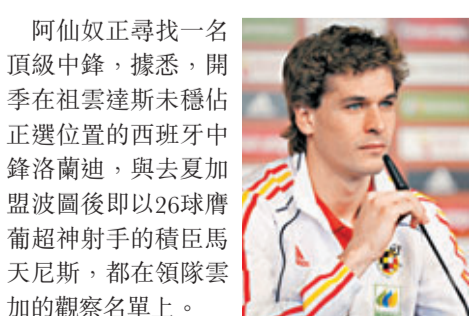 阿仙奴正尋找一名
頂級中鋒，據悉，開
季在祖雲達斯未穩佔
正選位置的西班牙中
鋒洛蘭迪，與去夏加
盟波圖後即以26球膺
葡超神射手的積臣馬
天尼斯，都在領隊雲
加的觀察名單上。